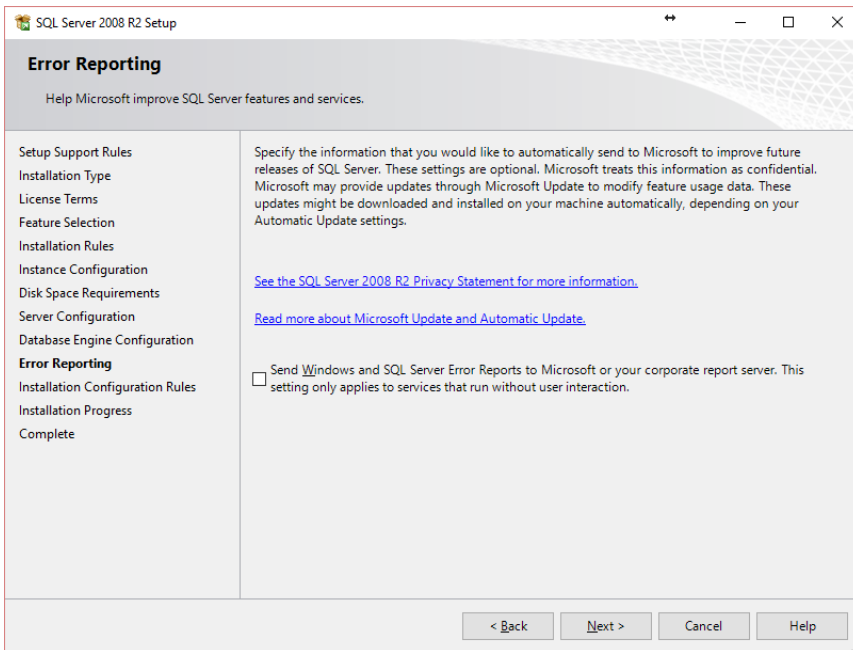 SQL Server 2008 R2 Setup
Error Reporting
Help Microsoft improve SQL Server features and services.
Setup Support Rules
Installation Type
License Terms
Feature Selection
Installation Rules
Instance Configuration
Disk Space Requirements
Server Configuration
Database Engine Configuration
Error Reporting
Installation Configuration Rules
Installation Progress
Complete
Specify the information that you would like to automatically send to Microsoft to improve future
releases of SQL Server. These settings are optional. Microsoft treats this information as confidential.
Microsoft may provide updates through Microsoft Update to modify feature usage data. These
updates might be downloaded and installed on your machine automatically, depending on your
Automatic Update settings.
See the SQL Server 2008 R2 Privacy Statement for more information.
Read more about Microsoft Update and Automatic Update.
Send Windows and SQL Server Error Reports to Microsoft or your corporate report server. This
setting only applies to services that run without user interaction.
< Back
Next >
Cancel
Help